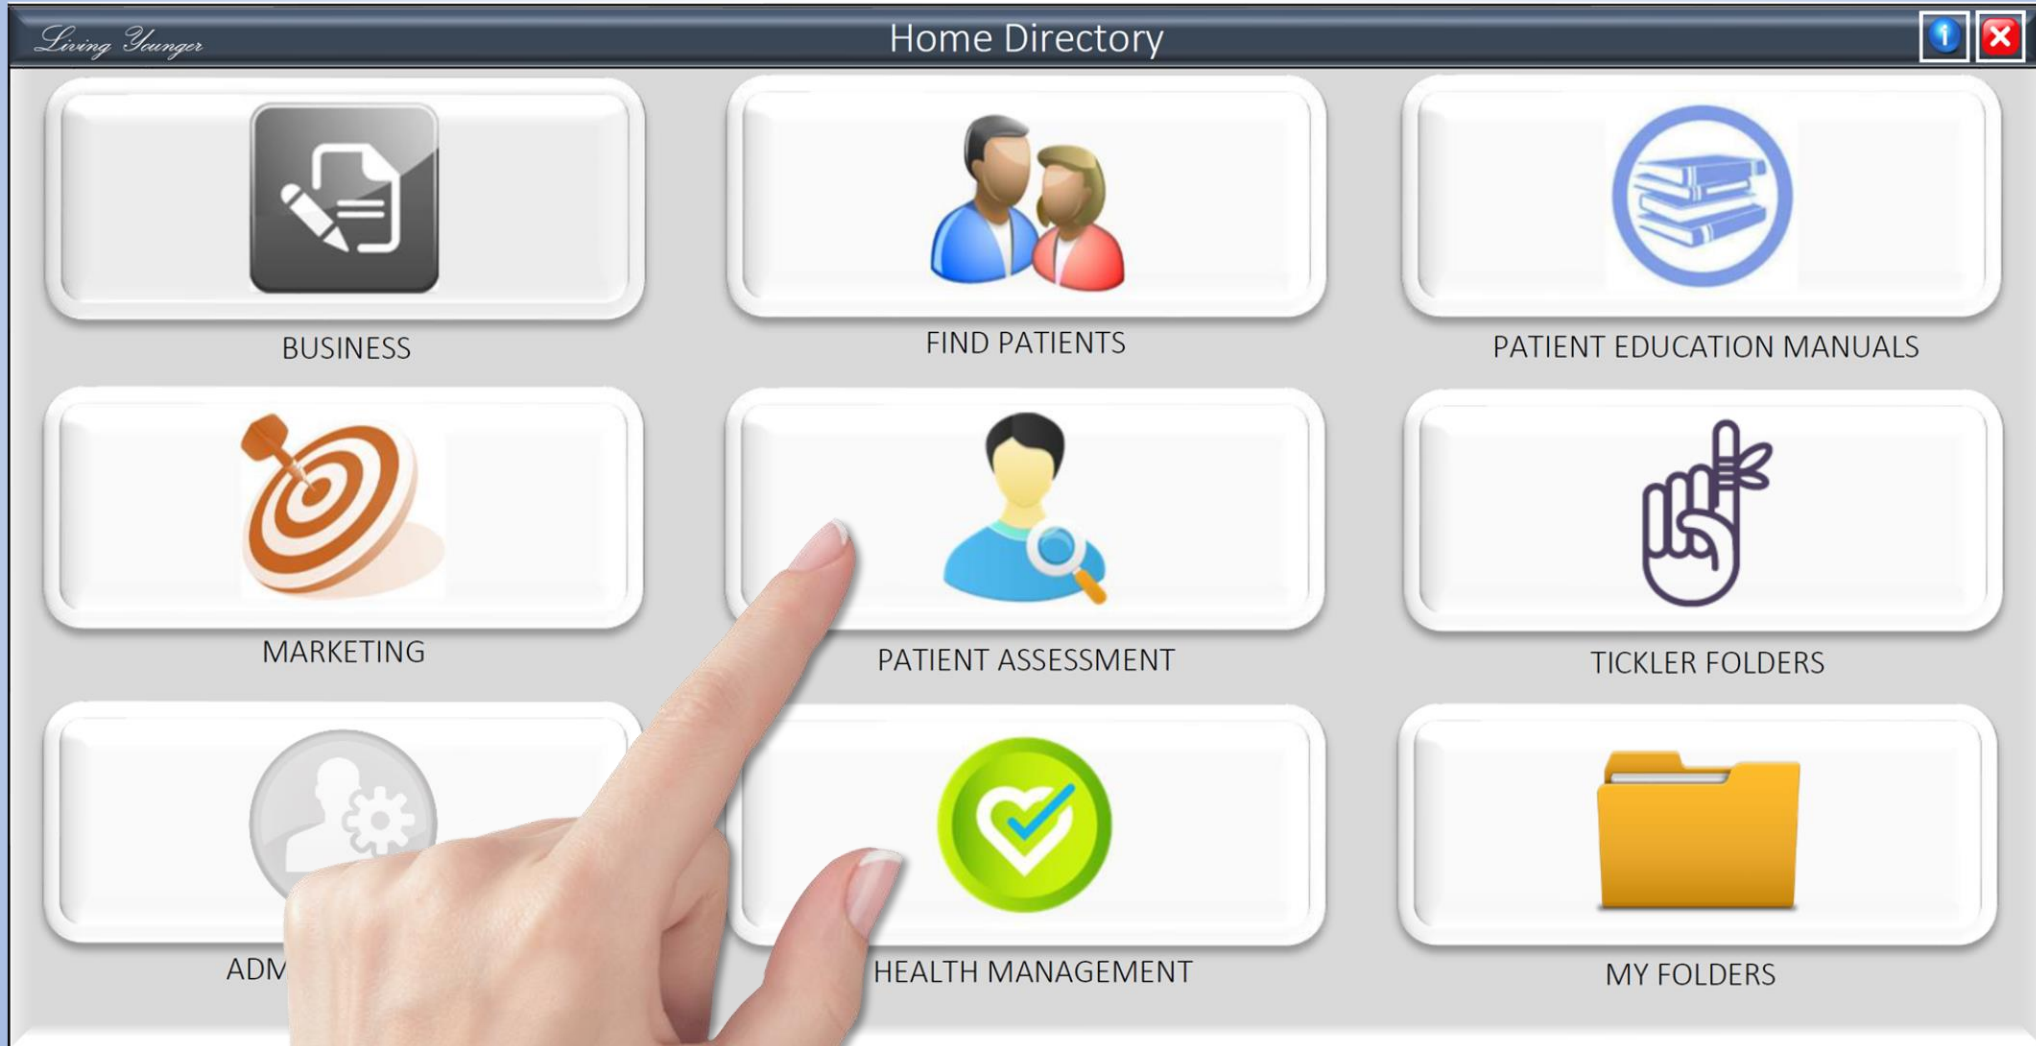 Living Younger
Home Directory
BUSINESS
FIND PATIENTS
PATIENT EDUCATION MANUALS
MARKETING
PATIENT ASSESSMENT
TICKLER FOLDERS
HEALTH MANAGEMENT
MY FOLDERS